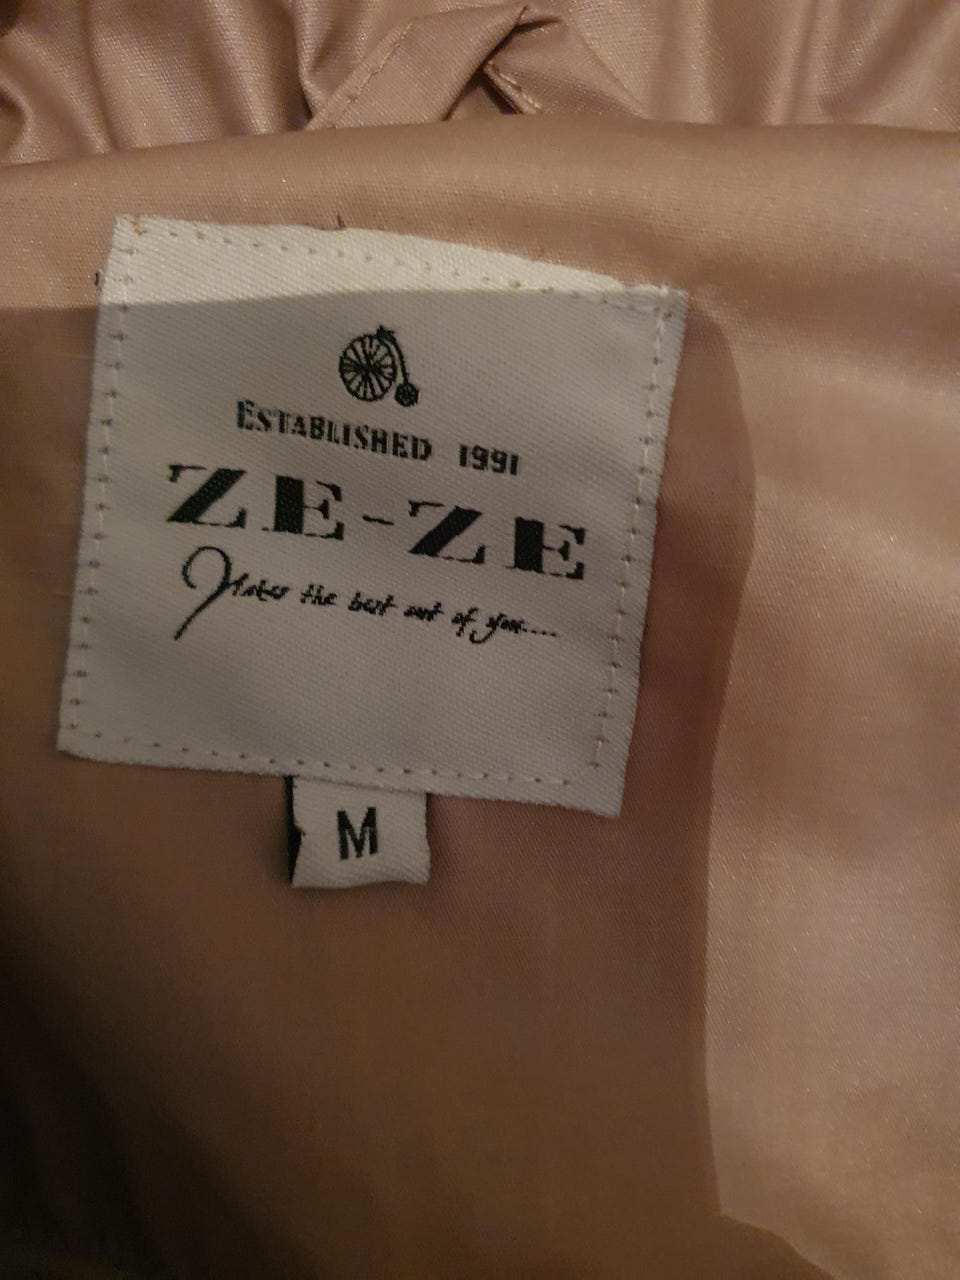 ESTABLISHED 1991
ZE-ZE
Makes the best out of you.....
M